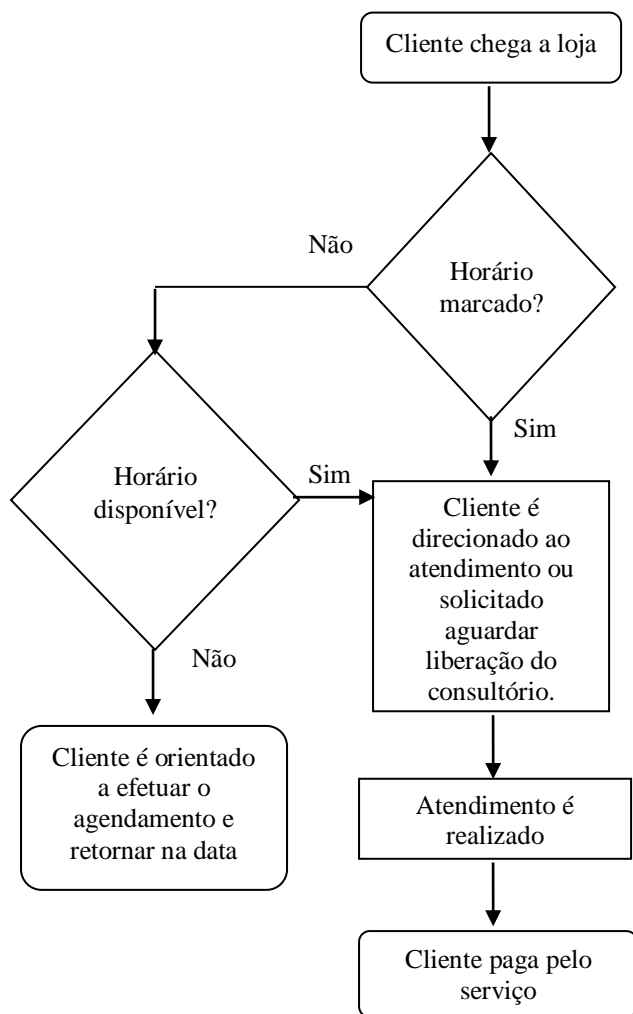 Cliente chega a loja
Não
Horário
marcado?
Sim
Horário
disponível?
Sim
Cliente é
direcionado ao
atendimento ou
solicitado
aguardar
liberação do
consultório.
Não
Cliente é orientado
a efetuar o
agendamento e
retornar na data
Atendimento é
realizado
Cliente paga pelo
serviço